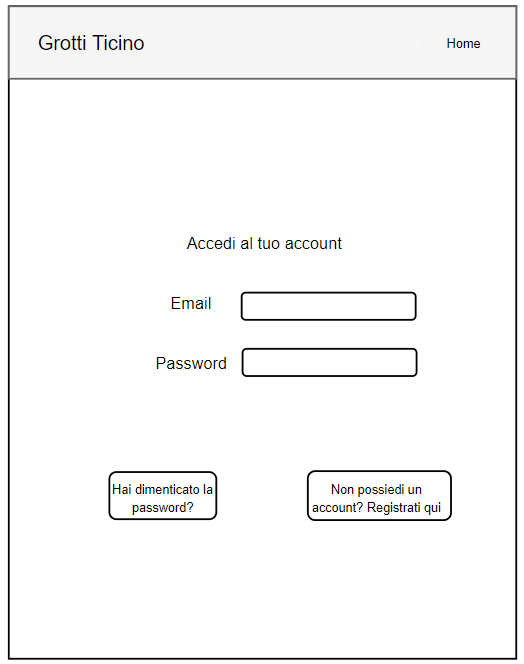 Grotti Ticino
Home
Accedi al tuo account
Email
Password
Hai dimenticato la
password?
Non possiedi un
account? Registrati qui